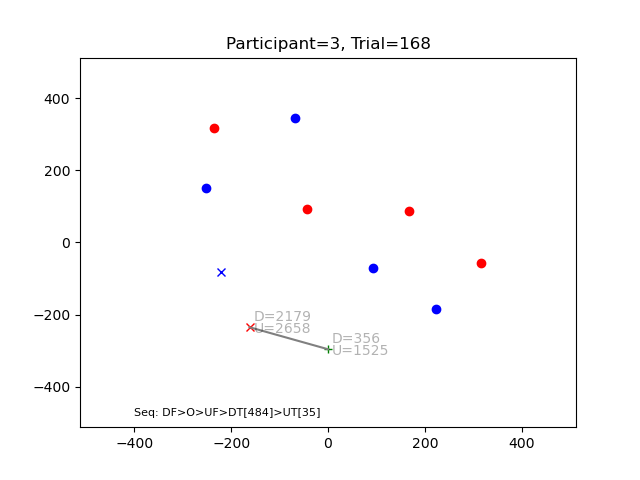 Participant=3, Trial=168
400
200
0
−200
−400
D=2179
U=2658
D=356
U=1525
Seq: DF>O>UF>DT[484]>UT[35]
−400 −200 0 200 400